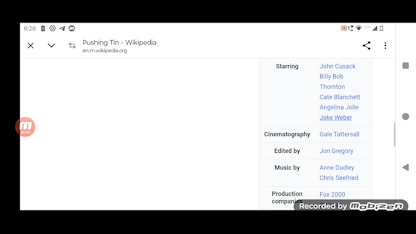 8:28
Pushing Tin - Wikipedia
en.m.wikipedia.org
Starring John Cusack
Billy Bob
Thornton
Cate Blanchett
Angelina Jolie
Jake Weber
Cinematography Gale Tattersall
Edited by Jon Gregory
Music by Anne Dudley
Chris Seefried
Production Fox 2000
companies
Recorded by Mobizen